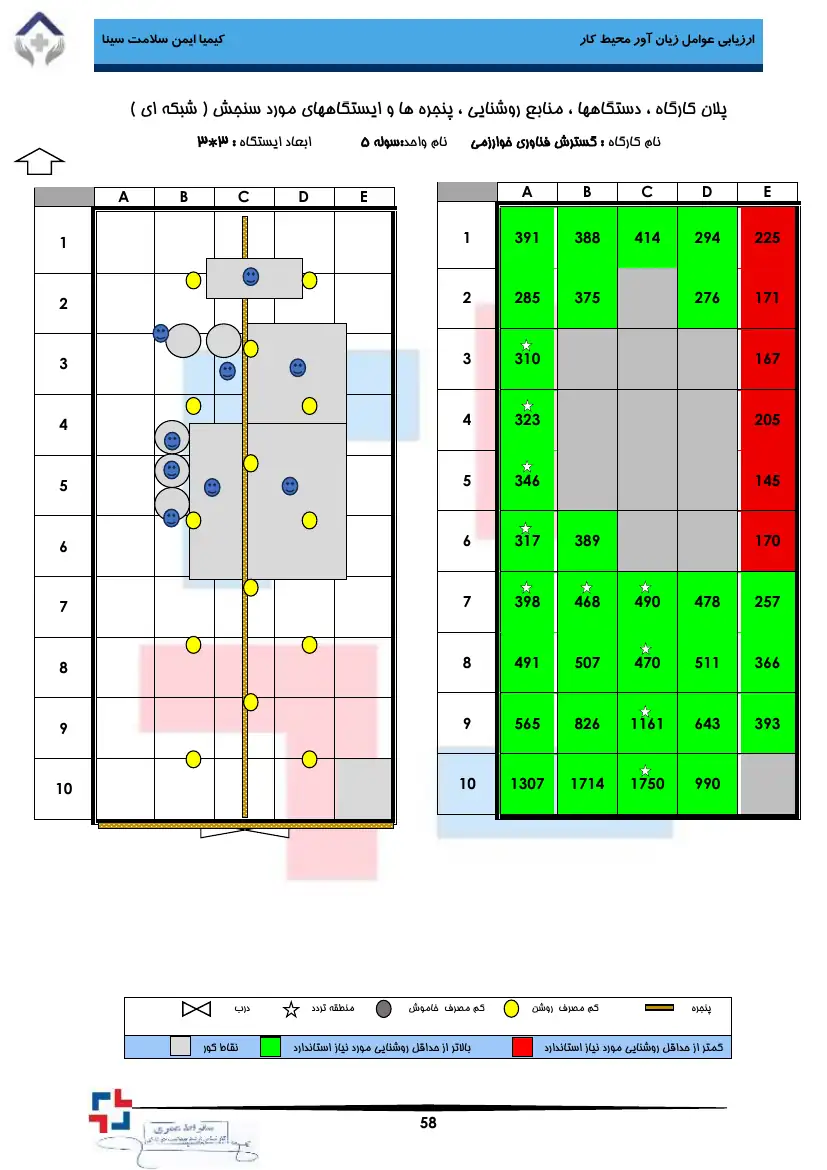 ارزیابی عوامل زیان آور محیط کار
کیمیا ایمن سلامت سینا
پلان کارگاه ، دستگاهها ، منابع روشنایی ، پنجره ها و ایستگاههای مورد سنجش ( شبکه ای )
نام کارگاه : گسترش فناوری خوارزمی نام واحد:سوله ۵ ابعاد ایستگاه : ۳*۳
A B C D E
1
2
3
4
5
6
7
8
9
10
A B C D E
1 391 388 414 294 225
2 285 375 276 171
3 310 167
4 323 205
5 346 145
6 317 389 170
7 398 468 490 478 257
8 491 507 470 511 366
9 565 826 1161 643 393
10 1307 1714 1750 990
پنجره کم مصرف روشن کم مصرف خاموش منطقه تردد درب
کمتر از حداقل روشنایی مورد نیاز استاندارد بالاتر از حداقل روشنایی مورد نیاز استاندارد نقاط کور
58